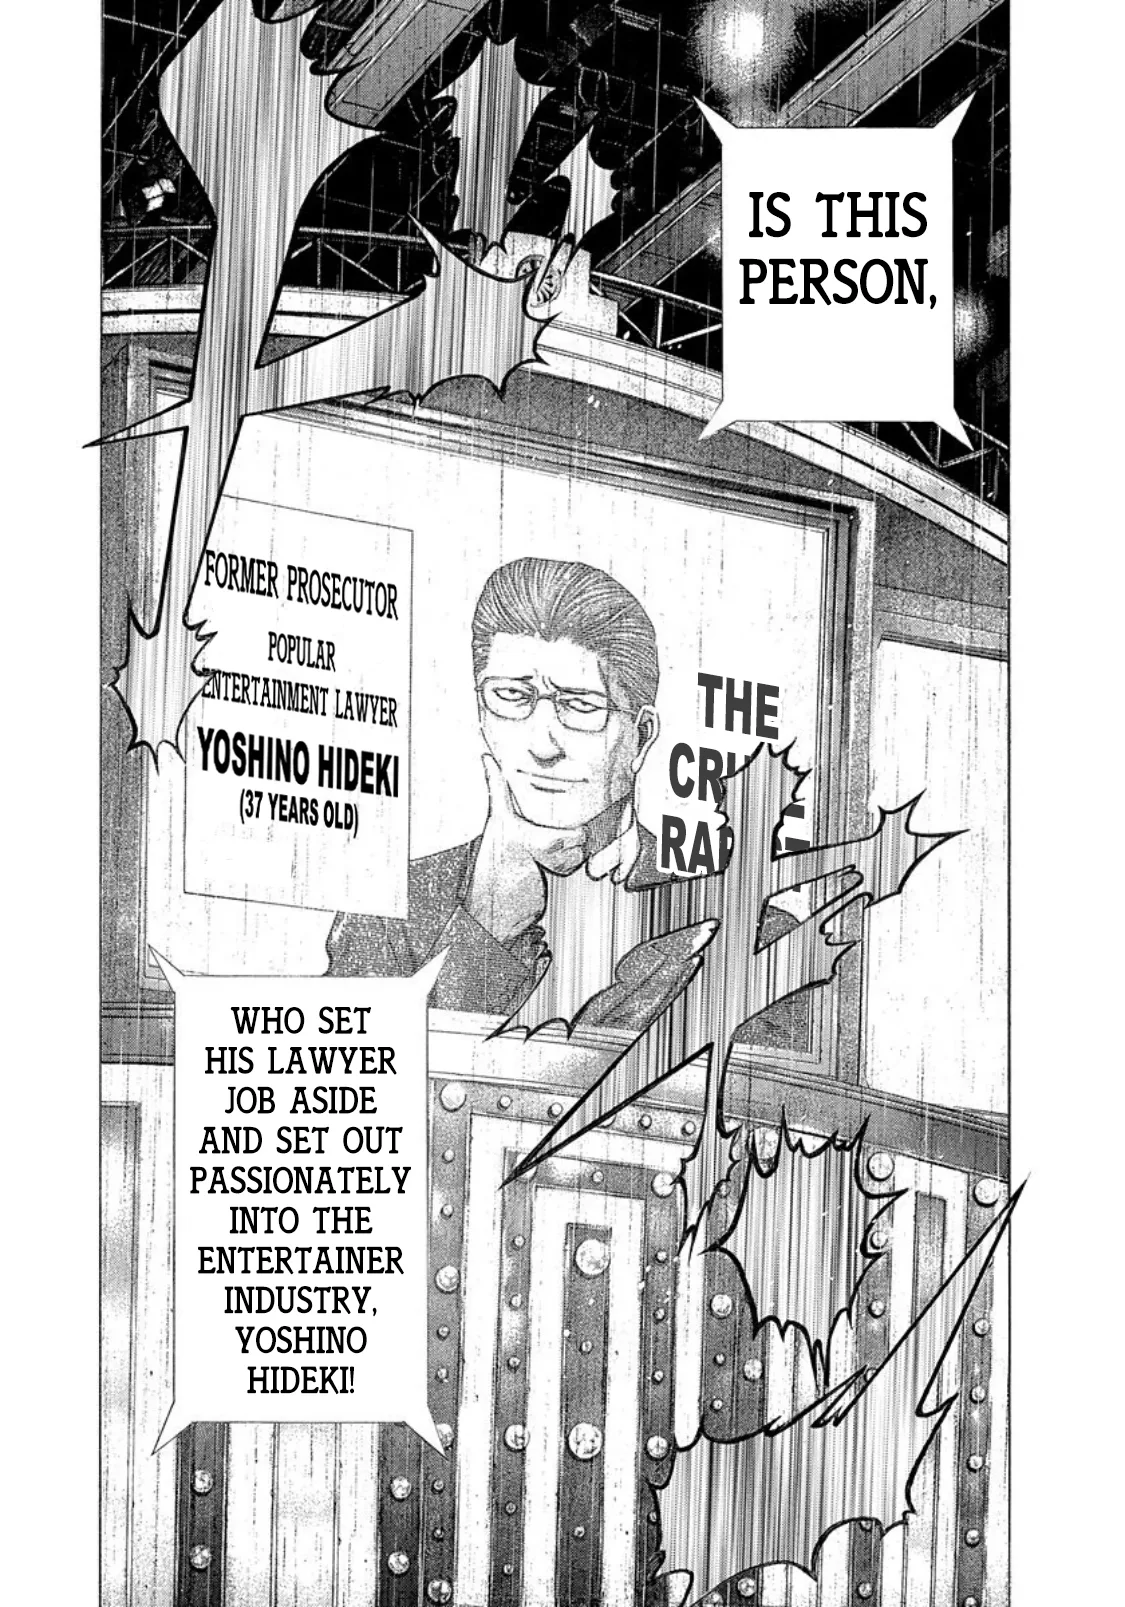 IS THIS
PERSON,
FORMER PROSECUTOR
POPULAR
ENTERTAINMENT LAWYER
YOSHINO HIDEKI
(37 YEARS OLD)
THE
WHO SET
HIS LAWYER
JOB ASIDE
AND SET OUT
PASSIONATELY
INTO THE
ENTERTAINER
INDUSTRY,
YOSHINO
HIDEKI!